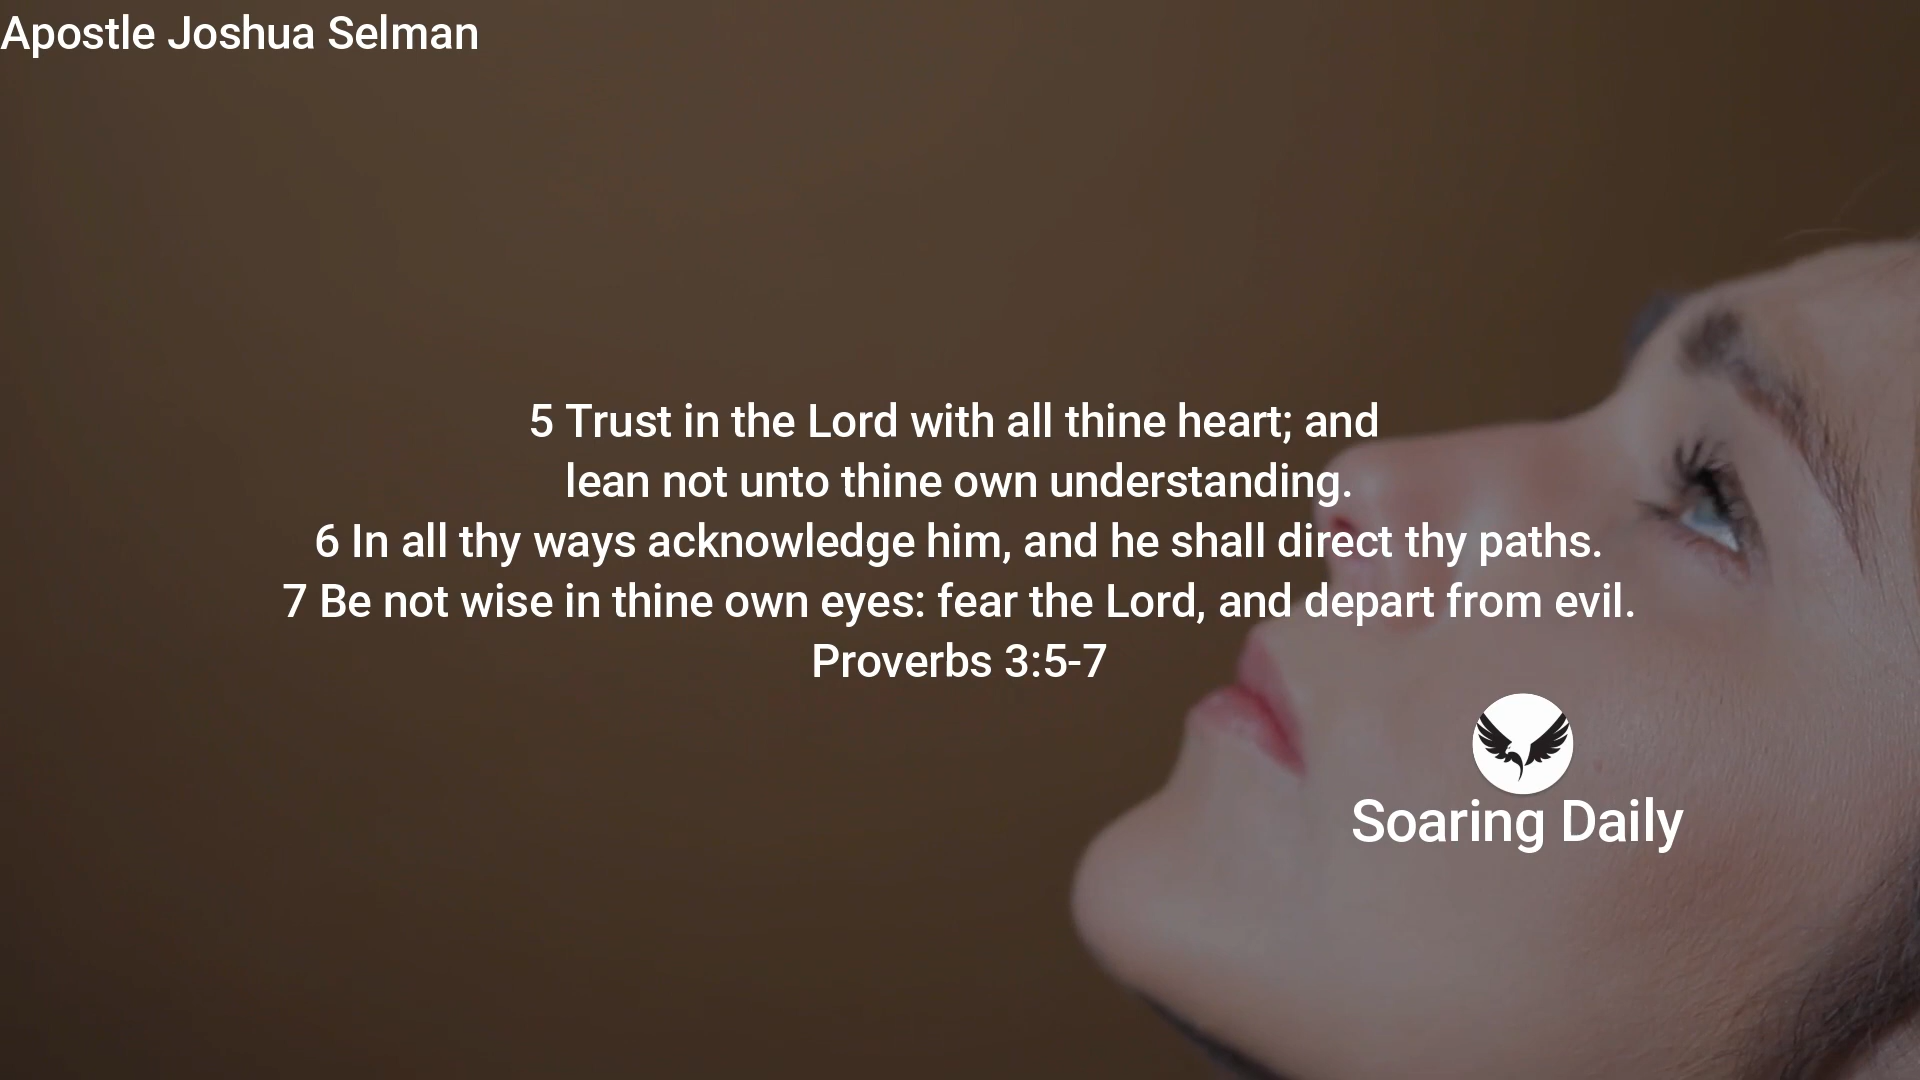 Apostle Joshua Selman
5 Trust in the Lord with all thine heart; and
lean not unto thine own understanding.
6 In all thy ways acknowledge him, and he shall direct thy paths.
7 Be not wise in thine own eyes: fear the Lord, and depart from evil.
Proverbs 3:5-7
Soaring Daily